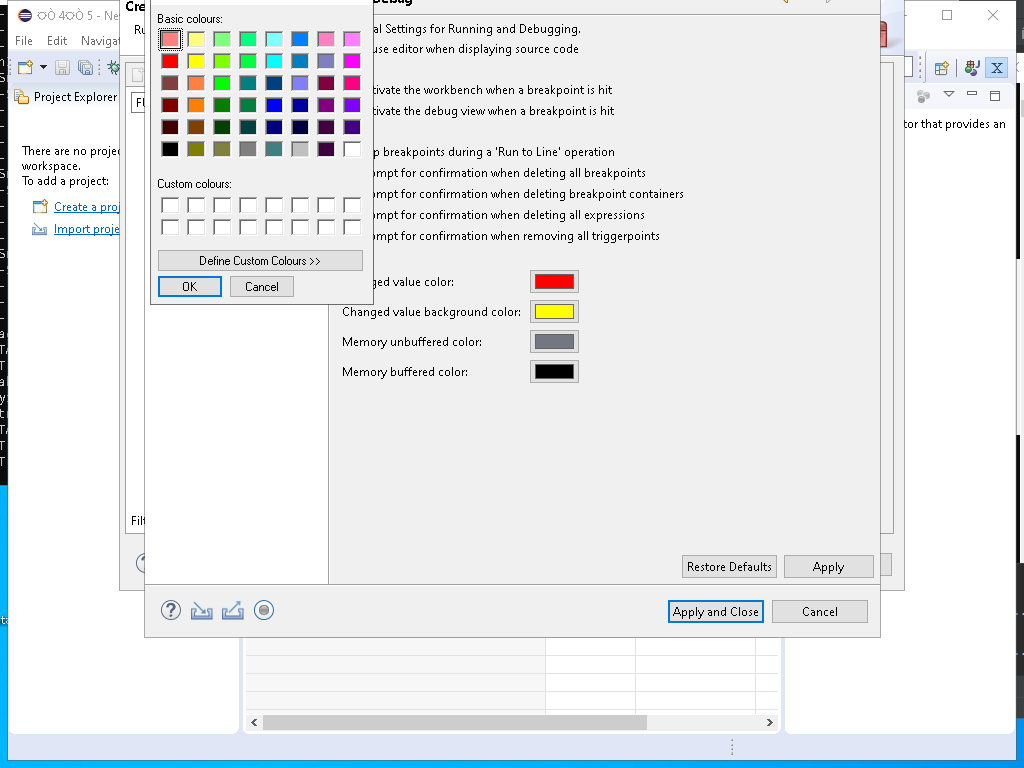 Cre
Debug
5 - Ne
File Edit Navigat
Ru
Project Explorer
There are no projec
workspace.
To add a project:
Create a proj
Import proje
Basic colours:
Custom colours:
Define Custom Colours >>
OK Cancel
al Settings for Running and Debugging.
use editor when displaying source code
tivate the workbench when a breakpoint is hit
tivate the debug view when a breakpoint is hit
p breakpoints during a 'Run to Line' operation
ompt for confirmation when deleting all breakpoints
ompt for confirmation when deleting breakpoint containers
ompt for confirmation when deleting all expressions
ompt for confirmation when removing all triggerpoints
ged value color:
Changed value background color:
Memory unbuffered color:
Memory buffered color:
tor that provides an
X
Filt
Restore Defaults Apply
Apply and Close Cancel